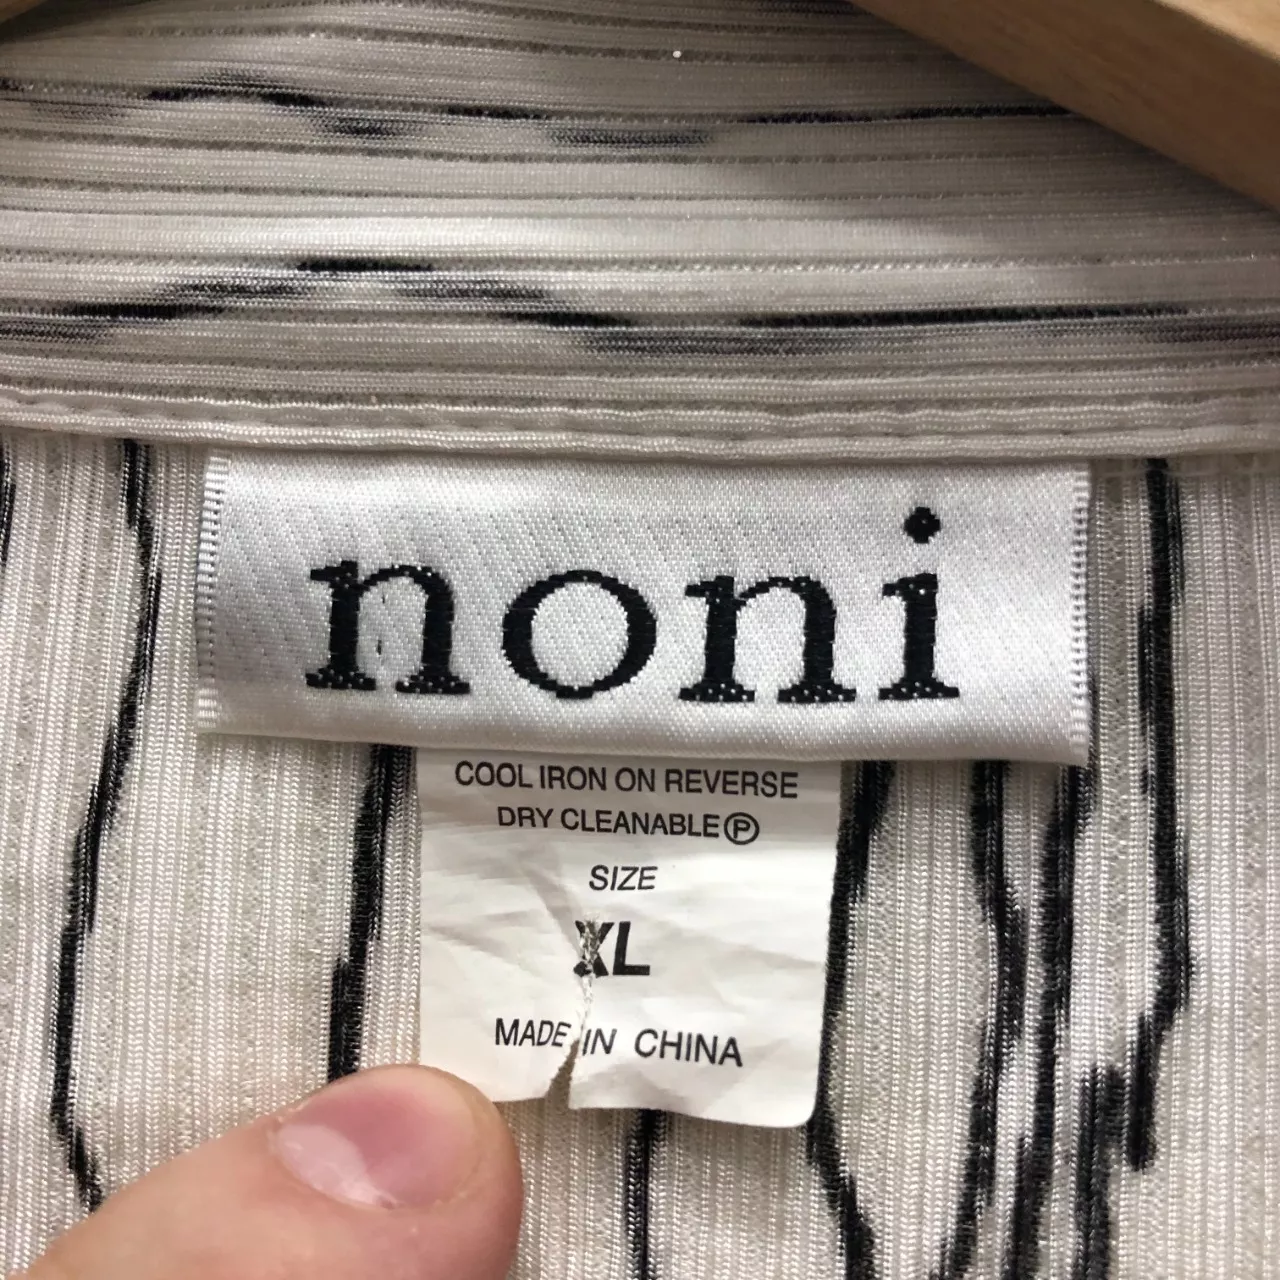 noni
COOL IRON ON REVERSE
DRY CLEANABLE Ⓟ
SIZE
XL
MADE IN CHINA